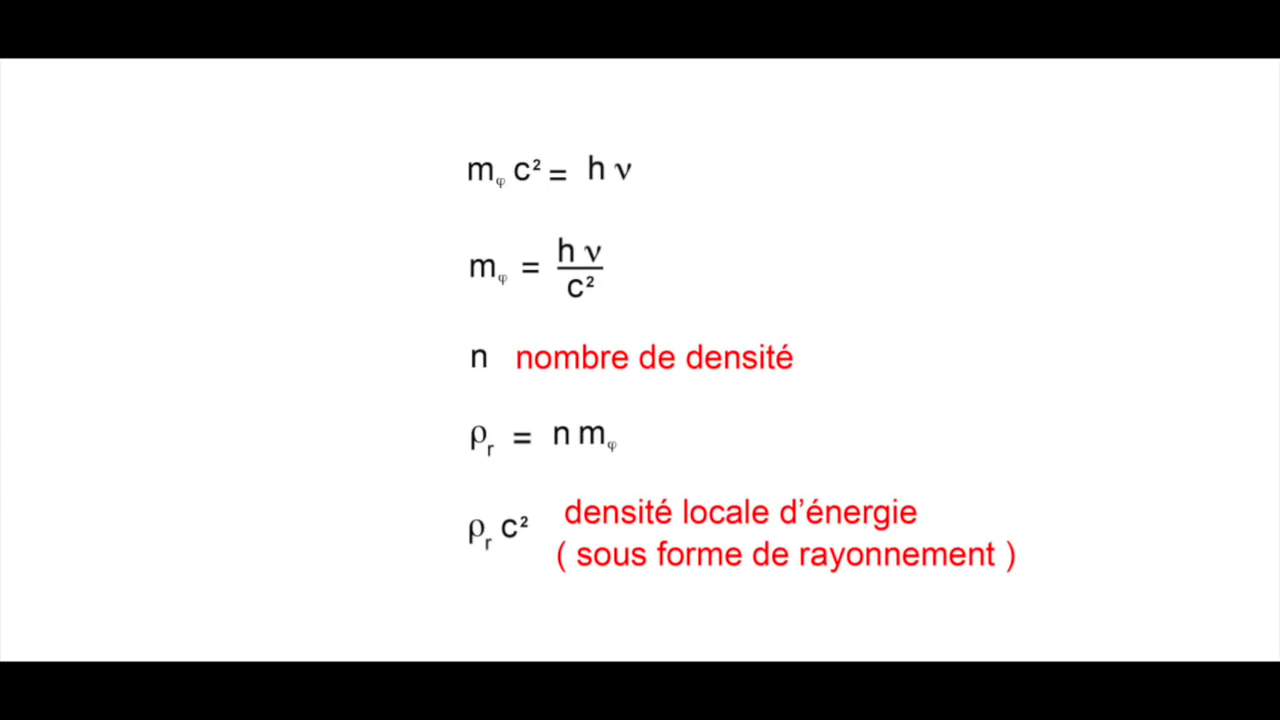 m𝜑 c² = h ν
m𝜑 = h ν / c²
n nombre de densité
ρr = n m𝜑
ρr c² densité locale d’énergie
( sous forme de rayonnement )